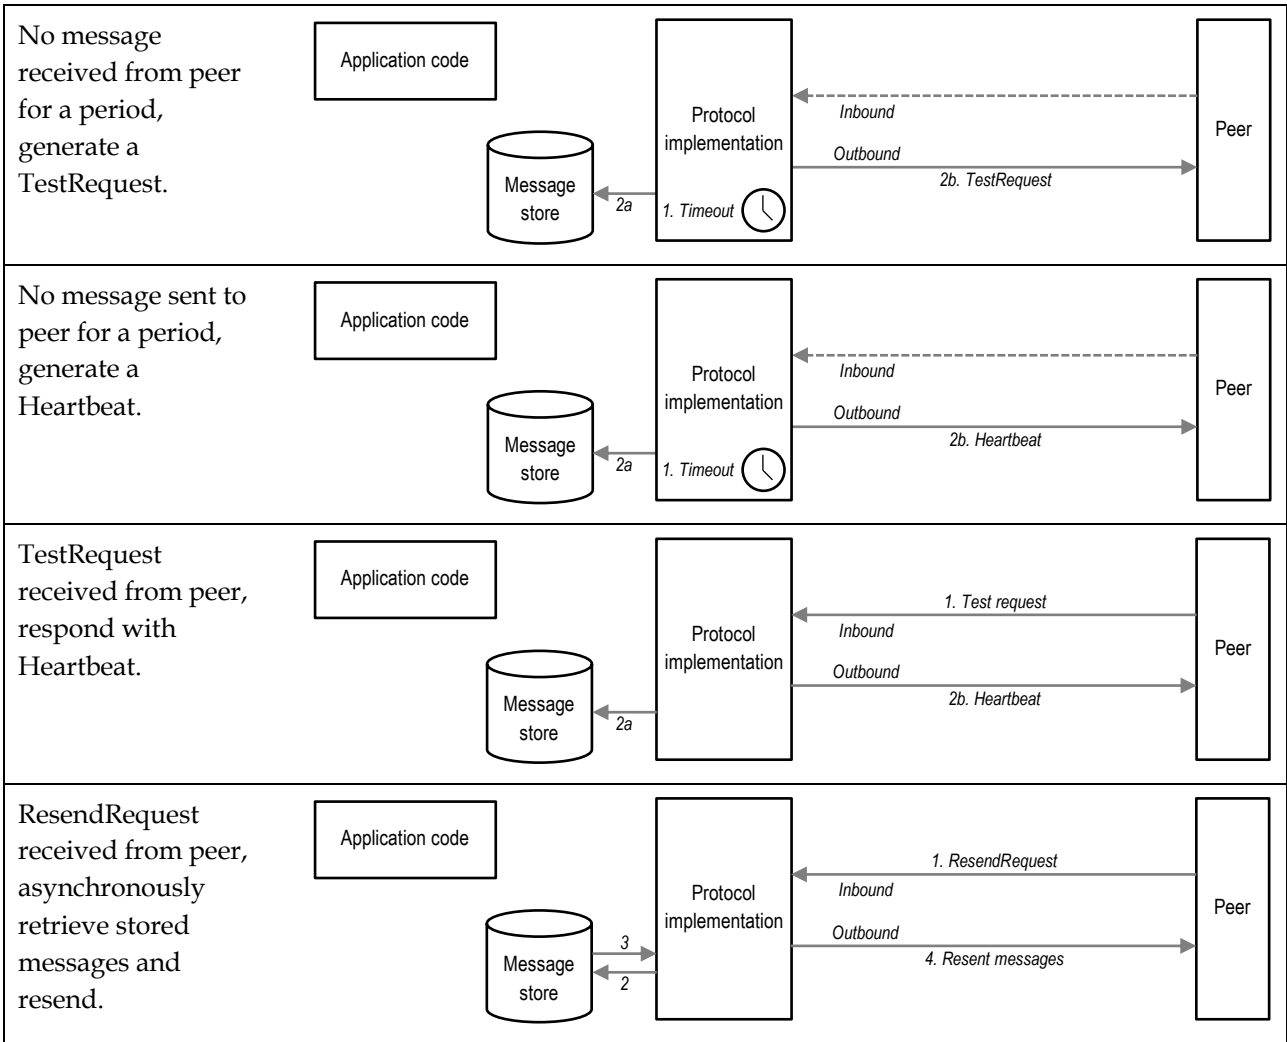 No message
received from peer
for a period,
generate a
TestRequest.
Application code
Message
store
2a
Protocol
implementation
1. Timeout
Inbound
Outbound
2b. TestRequest
Peer
No message sent to
peer for a period,
generate a
Heartbeat.
Application code
Message
store
2a
Protocol
implementation
1. Timeout
Inbound
Outbound
2b. Heartbeat
Peer
TestRequest
received from peer,
respond with
Heartbeat.
Application code
Message
store
2a
Protocol
implementation
1. Test request
Inbound
Outbound
2b. Heartbeat
Peer
ResendRequest
received from peer,
asynchronously
retrieve stored
messages and
resend.
Application code
Message
store
3
2
Protocol
implementation
1. ResendRequest
Inbound
Outbound
4. Resent messages
Peer